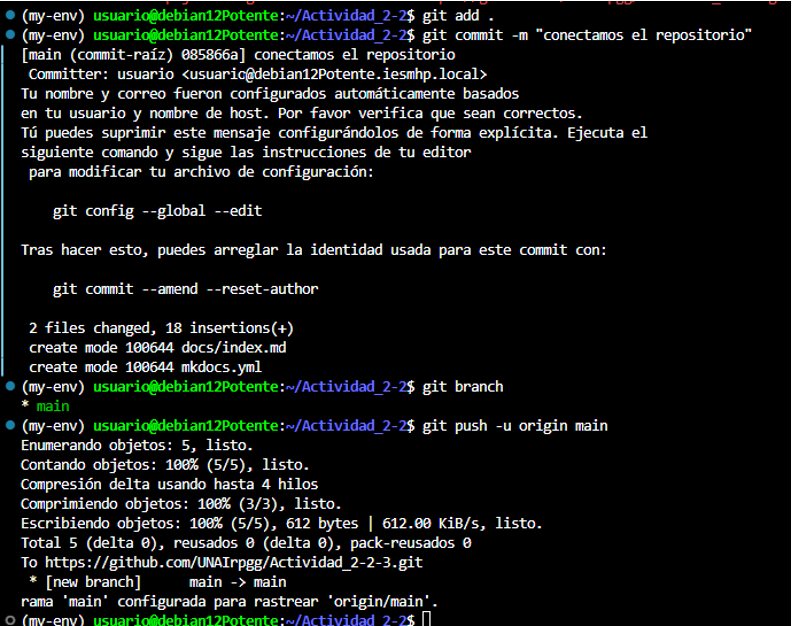 (my-env) usuario@debian12Potente:~/Actividad_2-2$ git add .
(my-env) usuario@debian12Potente:~/Actividad_2-2$ git commit -m "conectamos el repositorio"
[main (commit-raíz) 085866a] conectamos el repositorio
Committer: usuario <usuario@debian12Potente.iesmhp.local>
Tu nombre y correo fueron configurados automáticamente basados
en tu usuario y nombre de host. Por favor verifica que sean correctos.
Tú puedes suprimir este mensaje configurándolos de forma explícita. Ejecuta el
siguiente comando y sigue las instrucciones de tu editor
para modificar tu archivo de configuración:
git config --global --edit
Tras hacer esto, puedes arreglar la identidad usada para este commit con:
git commit --amend --reset-author
2 files changed, 18 insertions(+)
create mode 100644 docs/index.md
create mode 100644 mkdocs.yml
(my-env) usuario@debian12Potente:~/Actividad_2-2$ git branch
* main
(my-env) usuario@debian12Potente:~/Actividad_2-2$ git push -u origin main
Enumerando objetos: 5, listo.
Contando objetos: 100% (5/5), listo.
Compresión delta usando hasta 4 hilos
Comprimiendo objetos: 100% (3/3), listo.
Escribiendo objetos: 100% (5/5), 612 bytes | 612.00 KiB/s, listo.
Total 5 (delta 0), reusados 0 (delta 0), pack-reusados 0
To https://github.com/UNAIrpgg/Actividad_2-2-3.git
* [new branch]      main -> main
rama 'main' configurada para rastrear 'origin/main'.
(my-env) usuario@debian12Potente:~/Actividad_2-2$